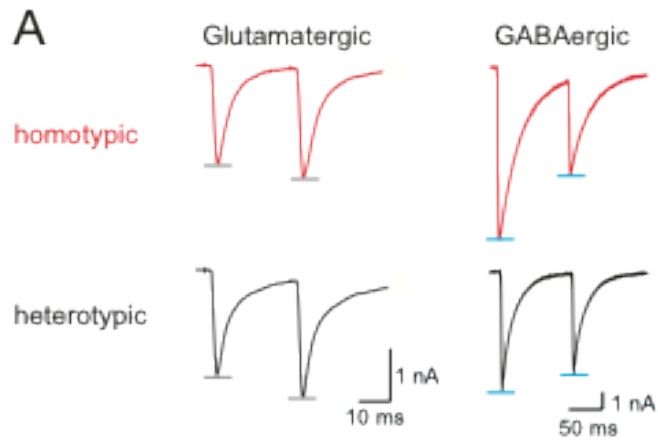 A
Glutamatergic GABAergic
homotypic
heterotypic
1 nA 1 nA
10 ms 50 ms